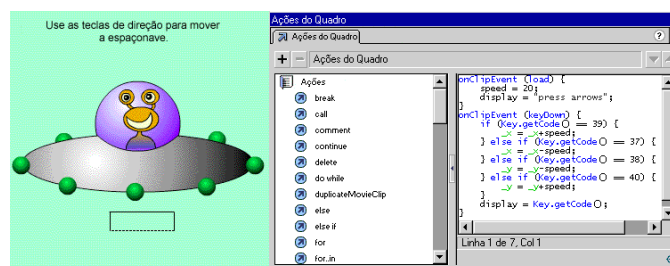 Use as teclas de direção para mover
a espaçonave.
Ações do Quadro
Ações do Quadro
?
+ − Ações do Quadro
Ações
break
call
comment
continue
delete
do while
duplicateMovieClip
else
else if
for
for..in
onClipEvent (load) {
speed = 20;
display = "press arrows";
}
onClipEvent (keyDown) {
if (Key.getCode() == 39) {
_x = _x+speed;
} else if (Key.getCode() == 37) {
_x = _x-speed;
} else if (Key.getCode() == 38) {
_y = _y-speed;
} else if (Key.getCode() == 40) {
_y = _y+speed;
}
display = Key.getCode();
}
Linha 1 de 7, Col 1